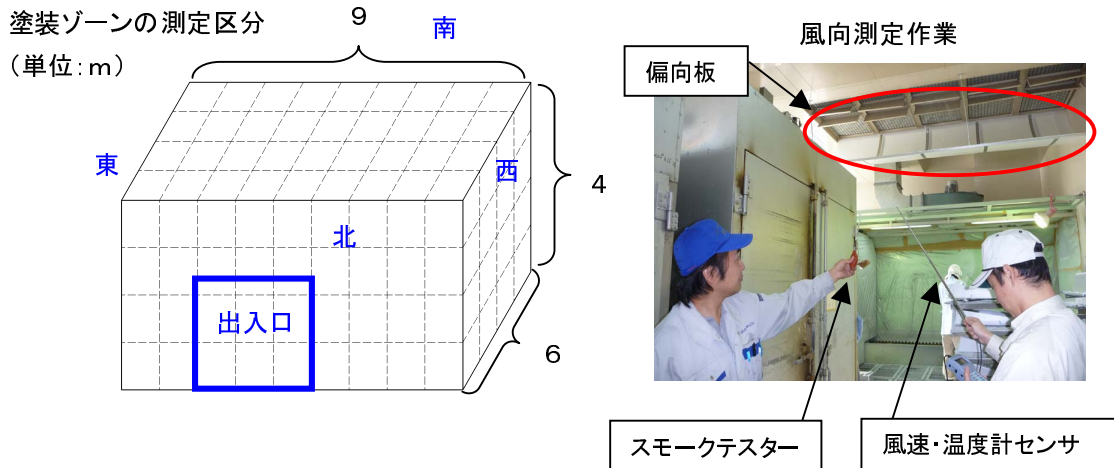 塗装ゾーンの測定区分
(単位:m)
9
南
東
西
4
北
出入口
6
風向測定作業
偏向板
スモークテスター
風速・温度計センサ